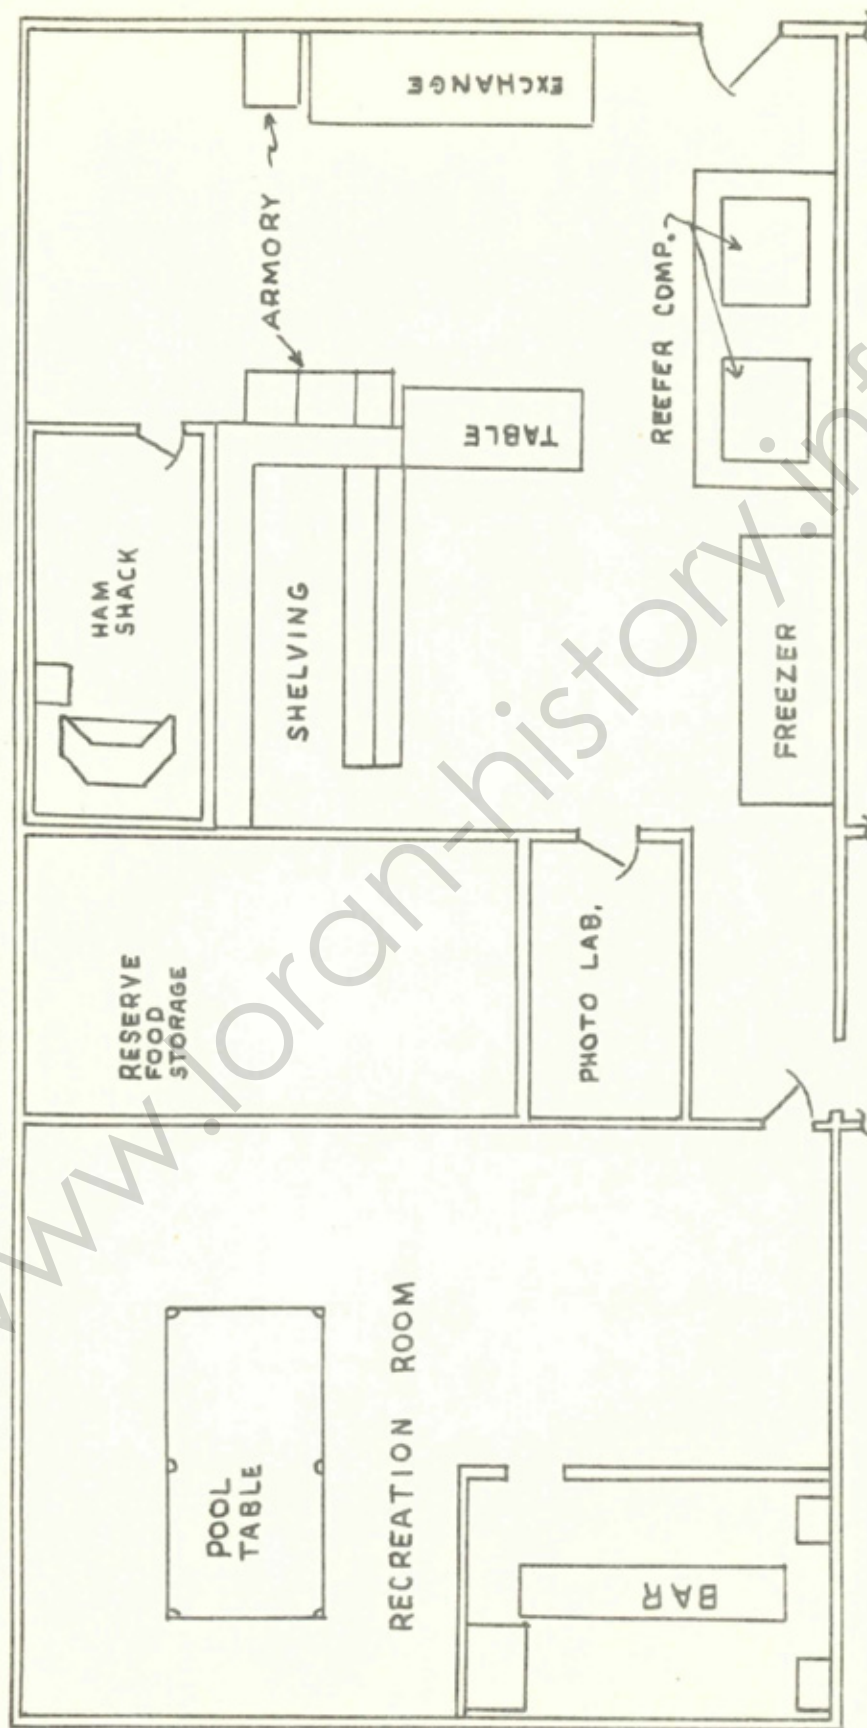 EXCHANGE
ARMORY
REEFER COMP.
TABLE
HAM
SHACK
SHELVING
FREEZER
RESERVE
FOOD
STORAGE
PHOTO LAB.
POOL
TABLE
RECREATION ROOM
BAR
www.loran-history.inf